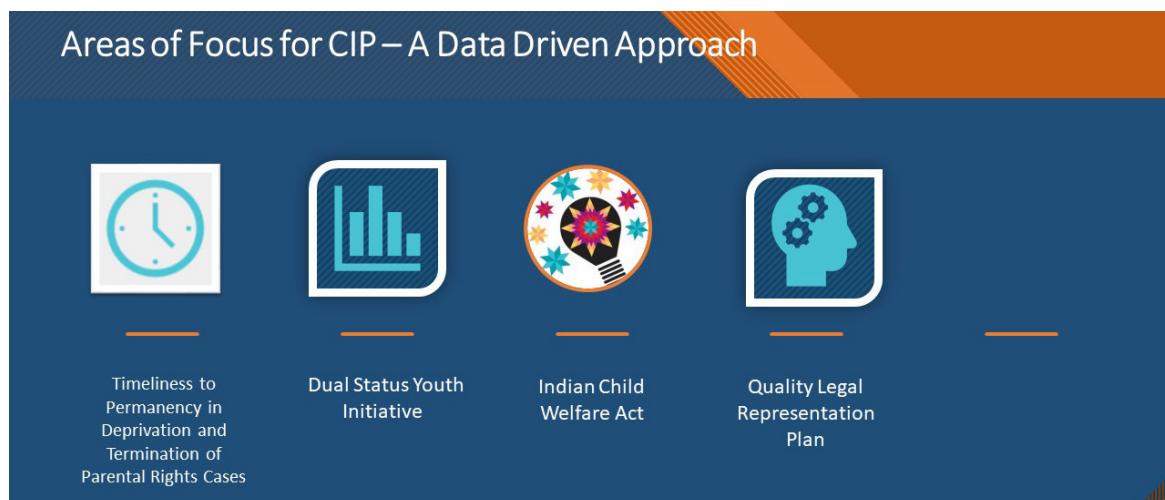 Areas of Focus for CIP – A Data Driven Approach
Timeliness to
Permanency in
Deprivation and
Termination of
Parental Rights Cases
Dual Status Youth
Initiative
Indian Child
Welfare Act
Quality Legal
Representation
Plan